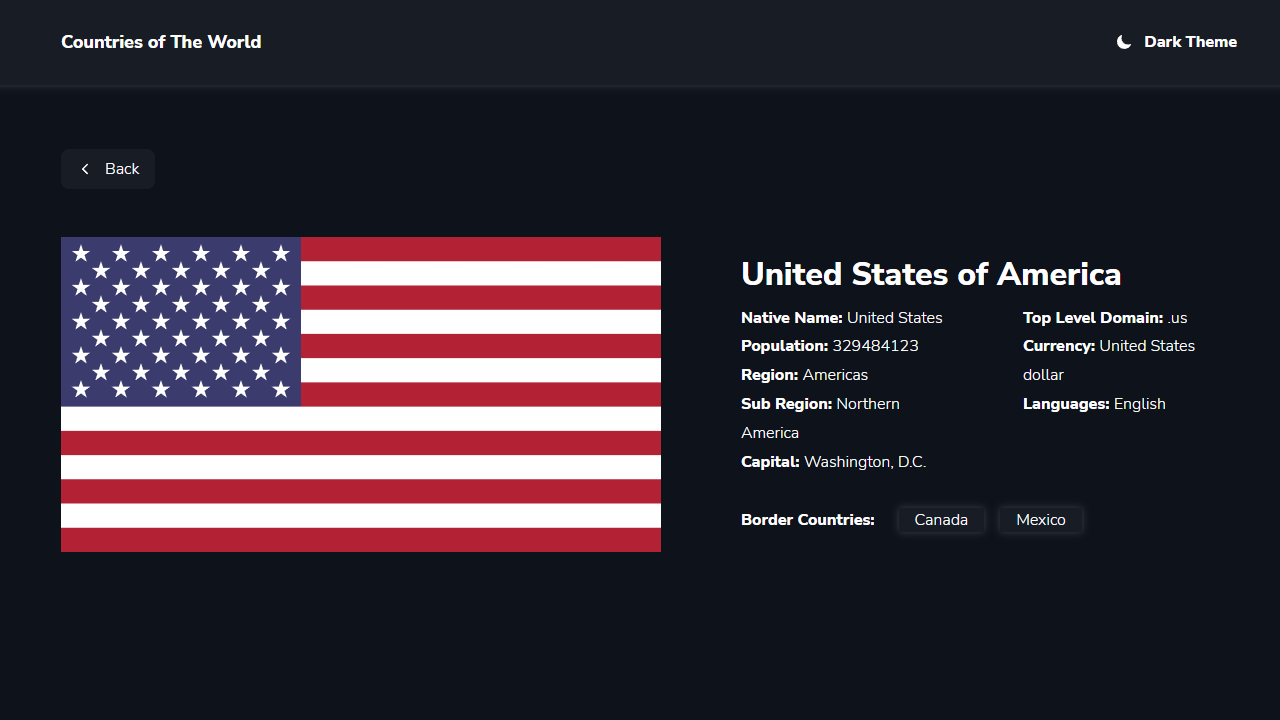 Countries of The World
Dark Theme
Back
United States of America
Native Name: United States
Population: 329484123
Region: Americas
Sub Region: Northern
America
Capital: Washington, D.C.
Top Level Domain: .us
Currency: United States
dollar
Languages: English
Border Countries: Canada Mexico